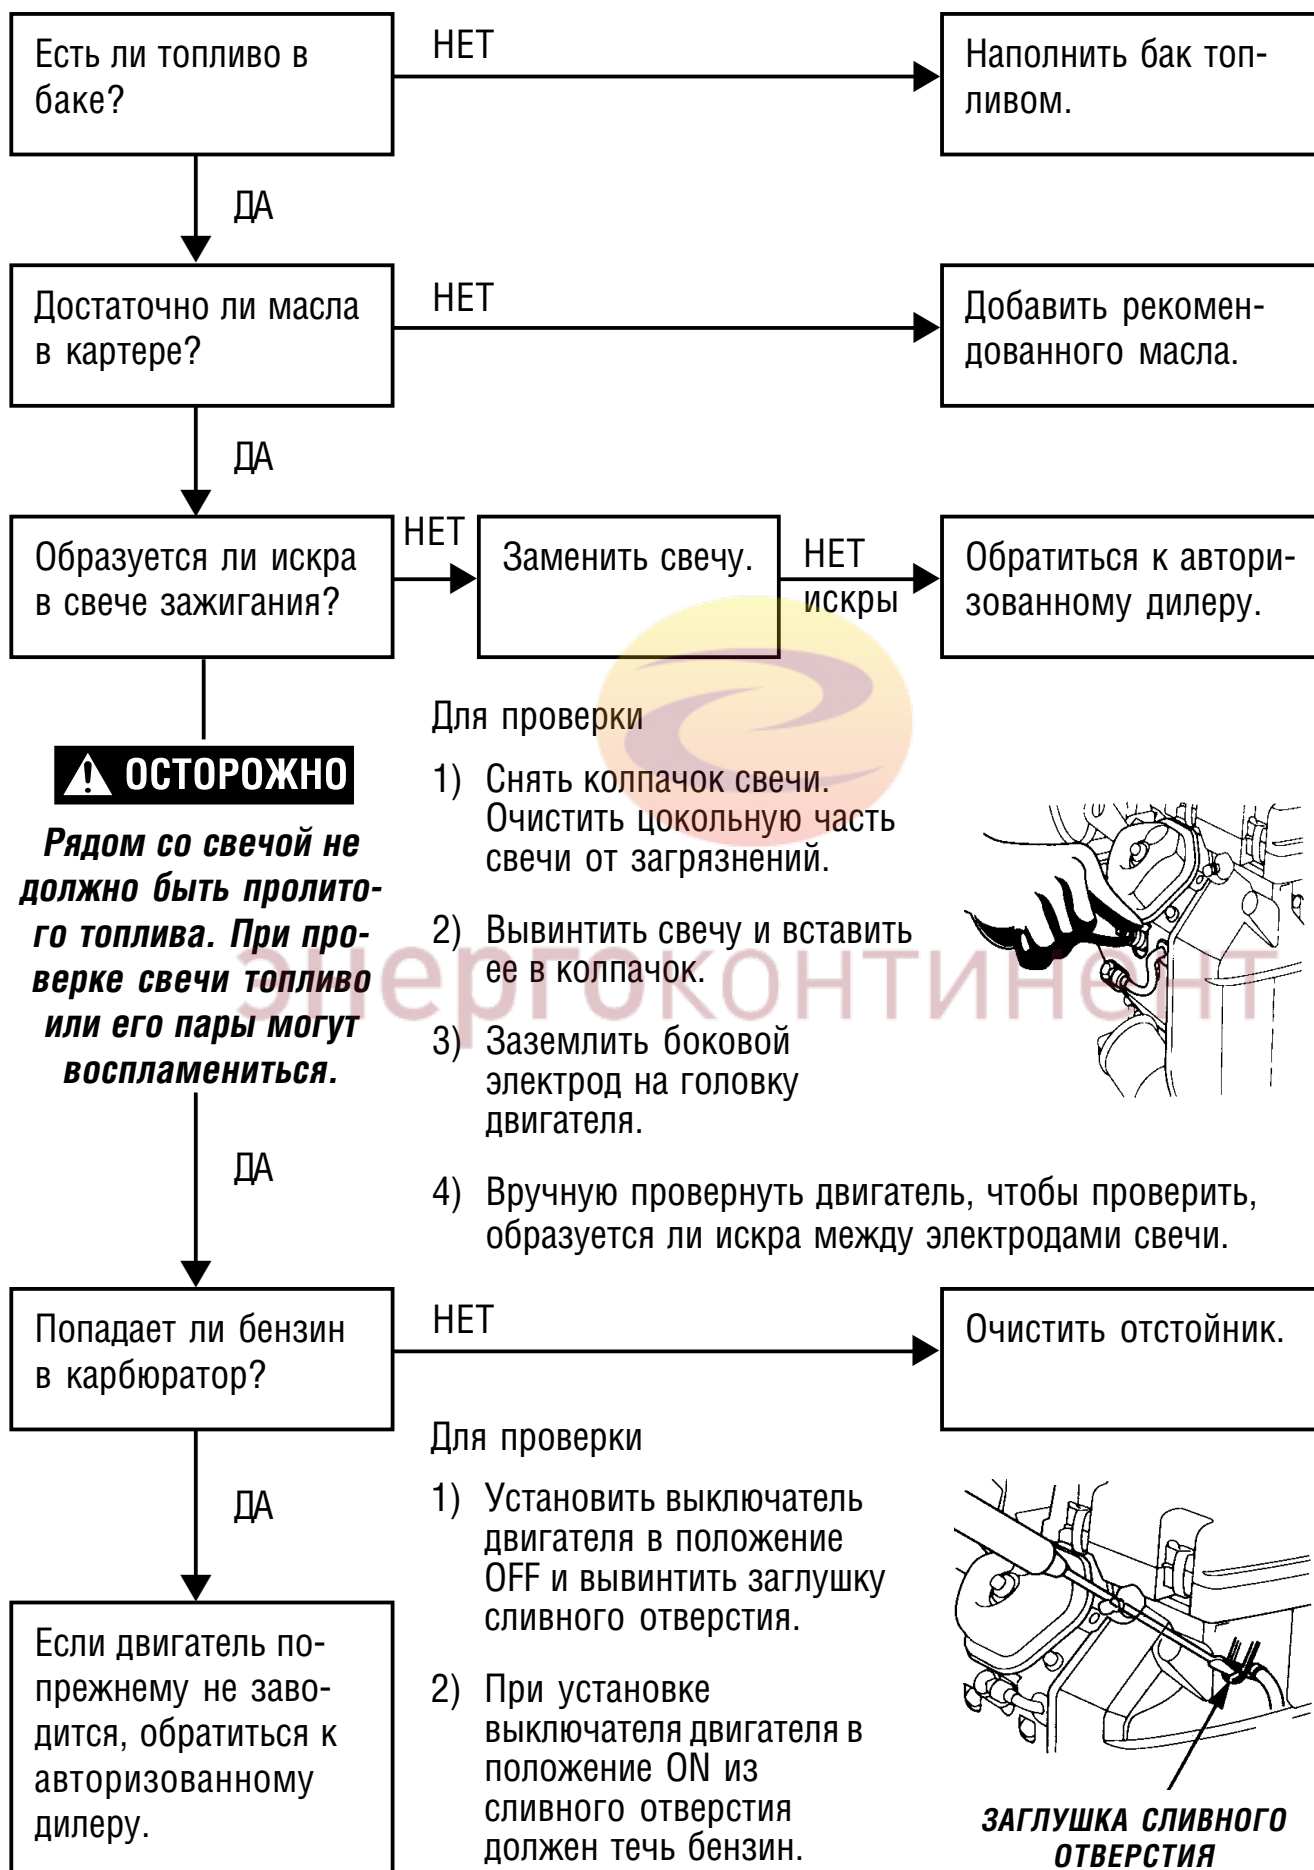 Есть ли топливо в
баке?
НЕТ
Наполнить бак топ-
ливом.
ДА
Достаточно ли масла
в картере?
НЕТ
Добавить рекомен-
дованного масла.
ДА
Образуется ли искра
в свече зажигания?
НЕТ
Заменить свечу.
НЕТ
искры
Обратиться к автори-
зованному дилеру.
ОСТОРОЖНО
Рядом со свечой не
должно быть пролито-
го топлива. При про-
верке свечи топливо
или его пары могут
воспламениться.
Для проверки
1) Снять колпачок свечи.
Очистить цокольную часть
свечи от загрязнений.
2) Вывинтить свечу и вставить
ее в колпачок.
3) Заземлить боковой
электрод на головку
двигателя.
4) Вручную провернуть двигатель, чтобы проверить,
образуется ли искра между электродами свечи.
энергоконтинент
ДА
Попадает ли бензин
в карбюратор?
НЕТ
Очистить отстойник.
Для проверки
1) Установить выключатель
двигателя в положение
OFF и вывинтить заглушку
сливного отверстия.
2) При установке
выключателя двигателя в
положение ON из
сливного отверстия
должен течь бензин.
ДА
Если двигатель по-
прежнему не заво-
дится, обратиться к
авторизованному
дилеру.
ЗАГЛУШКА СЛИВНОГО
ОТВЕРСТИЯ